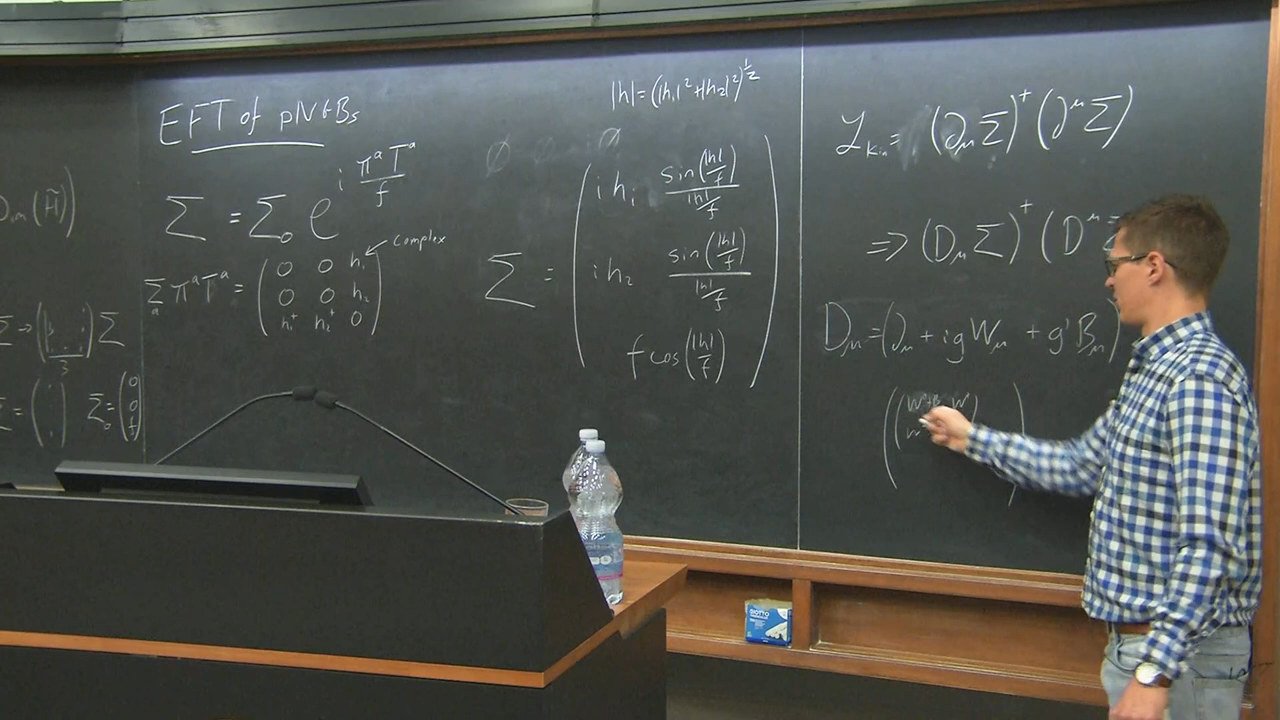 EFT of pNGBs
Σ = Σ₀ e^{i π^a T^a / f}
Σ_a π^a T^a = (0 0 h₁ ; 0 0 h₂ ; h₁† h₂† 0)
complex
|h| = (|h₁|² + |h₂|²)^{1/2}
Σ = (i h₁ sin(|h|/f) / (|h|/f)
i h₂ sin(|h|/f) / (|h|/f)
f cos(|h|/f))
ℒ_Kin = (∂_μ Σ)† (∂^μ Σ)
⇒ (D_μ Σ)† (D^μ Σ
D_μ = (∂_μ + i g W_μ + g' B_μ)
Σ₀ = (0 0 f)